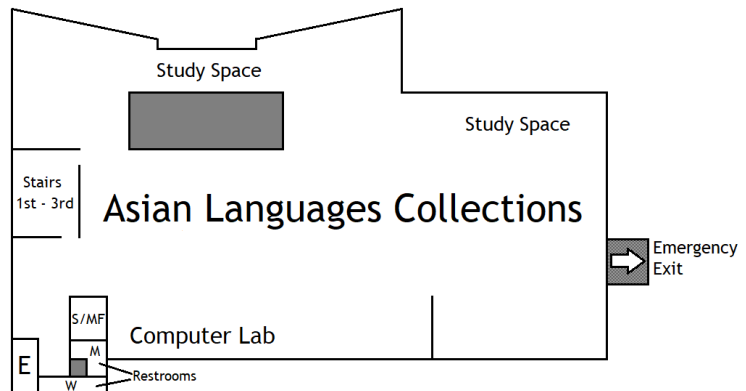 Study Space
Study Space
Stairs
1st - 3rd
Asian Languages Collections
Emergency
Exit
S/MF
Computer Lab
M
E
Restrooms
W